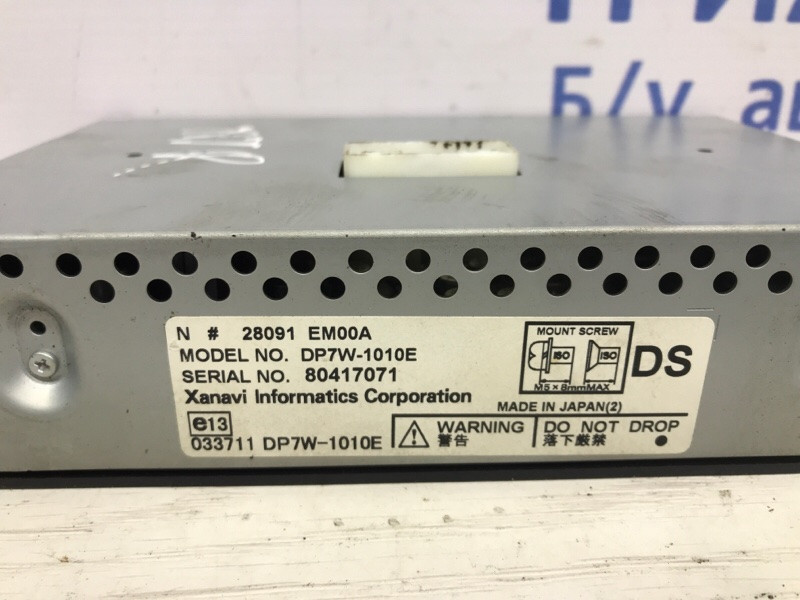 Б/у ав
N # 28091 EM00A
MODEL NO. DP7W-1010E
SERIAL NO. 80417071
Xanavi Informatics Corporation
MOUNT SCREW
ISO ISO
M5×8mmMAX
DS
MADE IN JAPAN(2)
e13
033711 DP7W-1010E
WARNING
警告
DO NOT DROP
落下厳禁